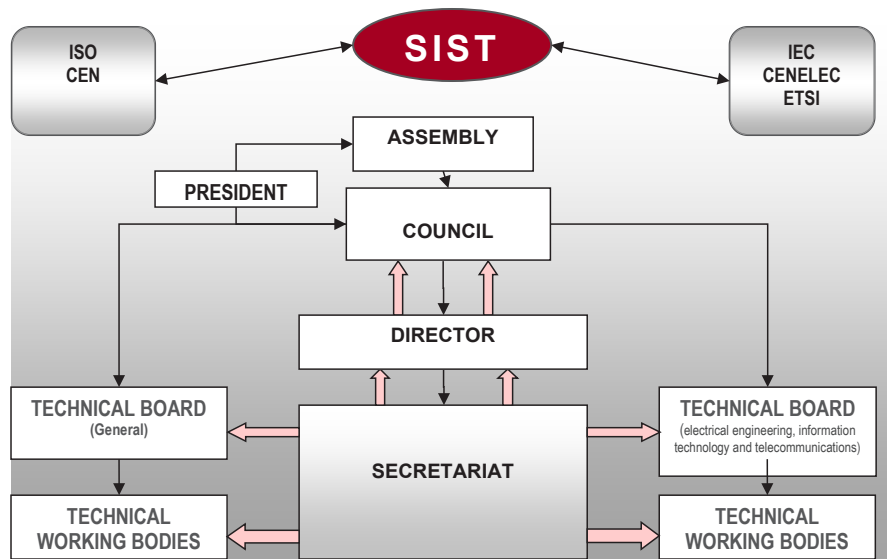 ISO
CEN
SIST
IEC
CENELEC
ETSI
ASSEMBLY
PRESIDENT
COUNCIL
DIRECTOR
TECHNICAL BOARD
(General)
SECRETARIAT
TECHNICAL BOARD
(electrical engineering, information
technology and telecommunications)
TECHNICAL
WORKING BODIES
TECHNICAL
WORKING BODIES